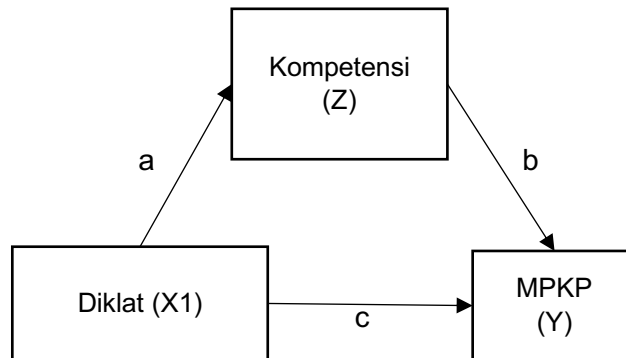 Kompetensi
(Z)
a
b
Diklat (X1)
c
MPKP
(Y)